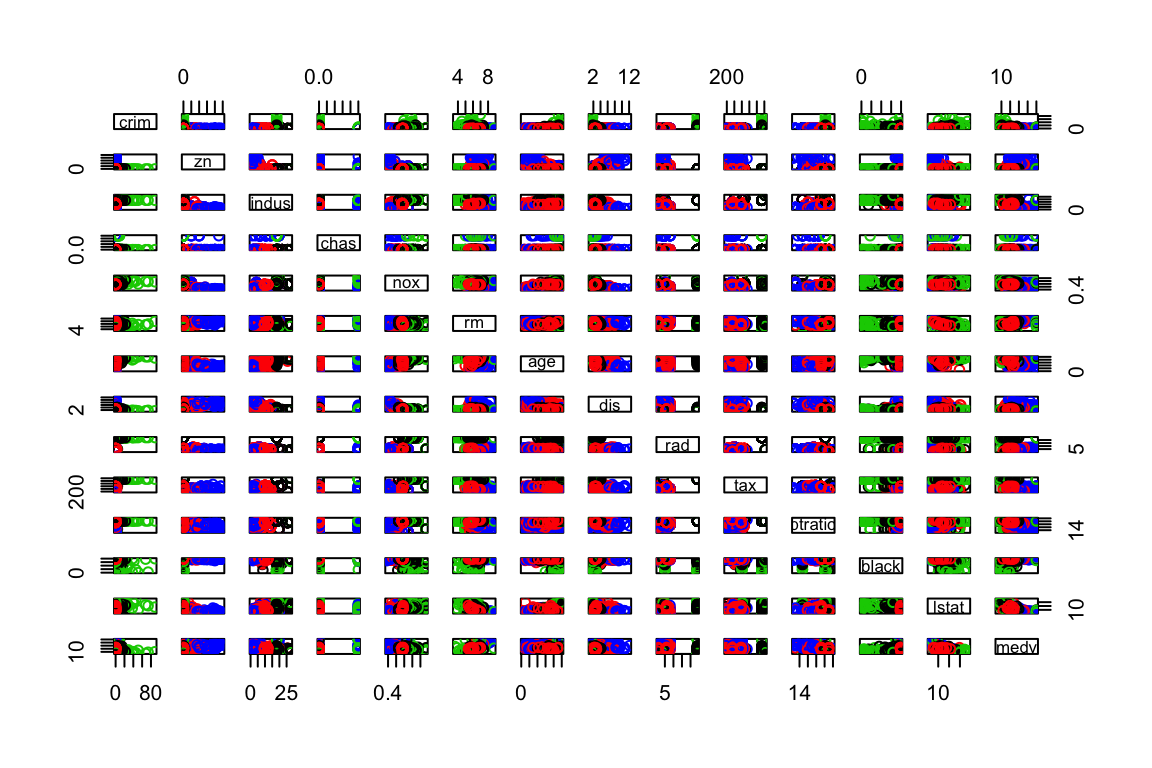 0 0.0 4 8 2 12 200 0 10
crim 0
0 zn
indus 0
0.0 chas
nox 0.4
4 rm
age 0
2 dis
rad 5
200 tax
ptratio 14
0 black
lstat 10
10 medv
0 80 0 25 0.4 0 5 14 10